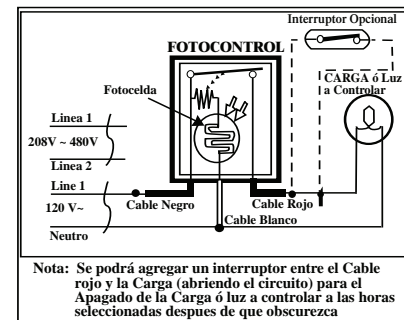 Interruptor Opcional
FOTOCONTROL
CARGA ó Luz
a Controlar
Fotocelda
Linea 1
208V ~ 480V
Linea 2
Line 1
120 V~
Neutro
Cable Negro
Cable Rojo
Cable Blanco
Nota: Se podrá agregar un interruptor entre el Cable
rojo y la Carga (abriendo el circuito) para el
Apagado de la Carga ó luz a controlar a las horas
seleccionadas despues de que obscurezca